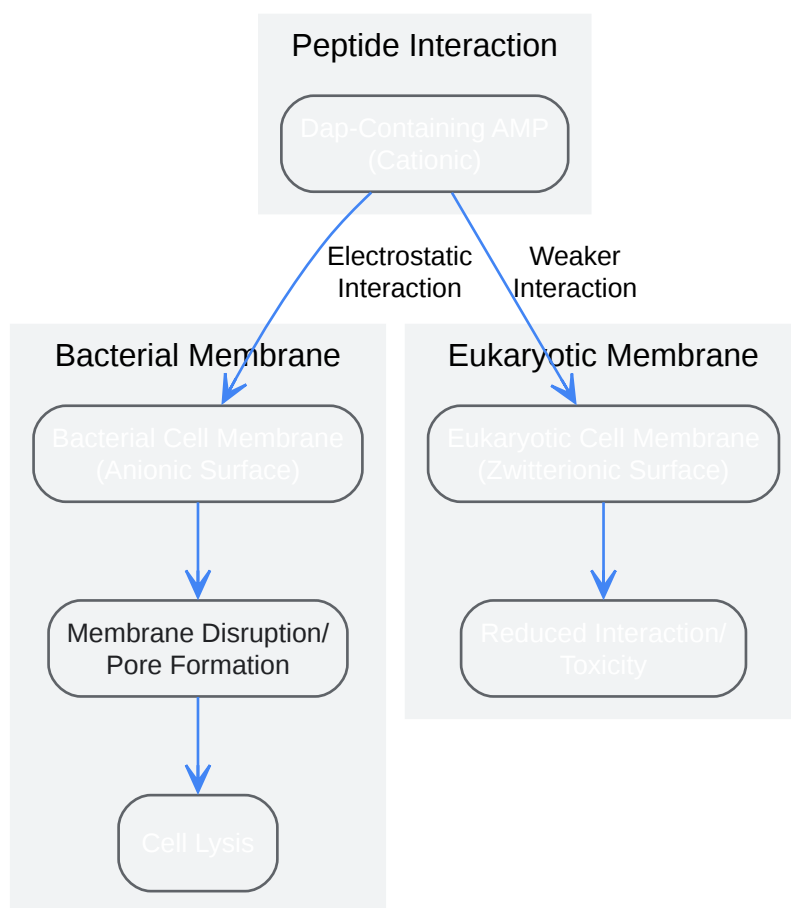 Peptide Interaction
Dap-Containing AMP
(Cationic)
Electrostatic
Interaction
Weaker
Interaction
Bacterial Membrane
Bacterial Cell Membrane
(Anionic Surface)
Membrane Disruption/
Pore Formation
Cell Lysis
Eukaryotic Membrane
Eukaryotic Cell Membrane
(Zwitterionic Surface)
Reduced Interaction/
Toxicity